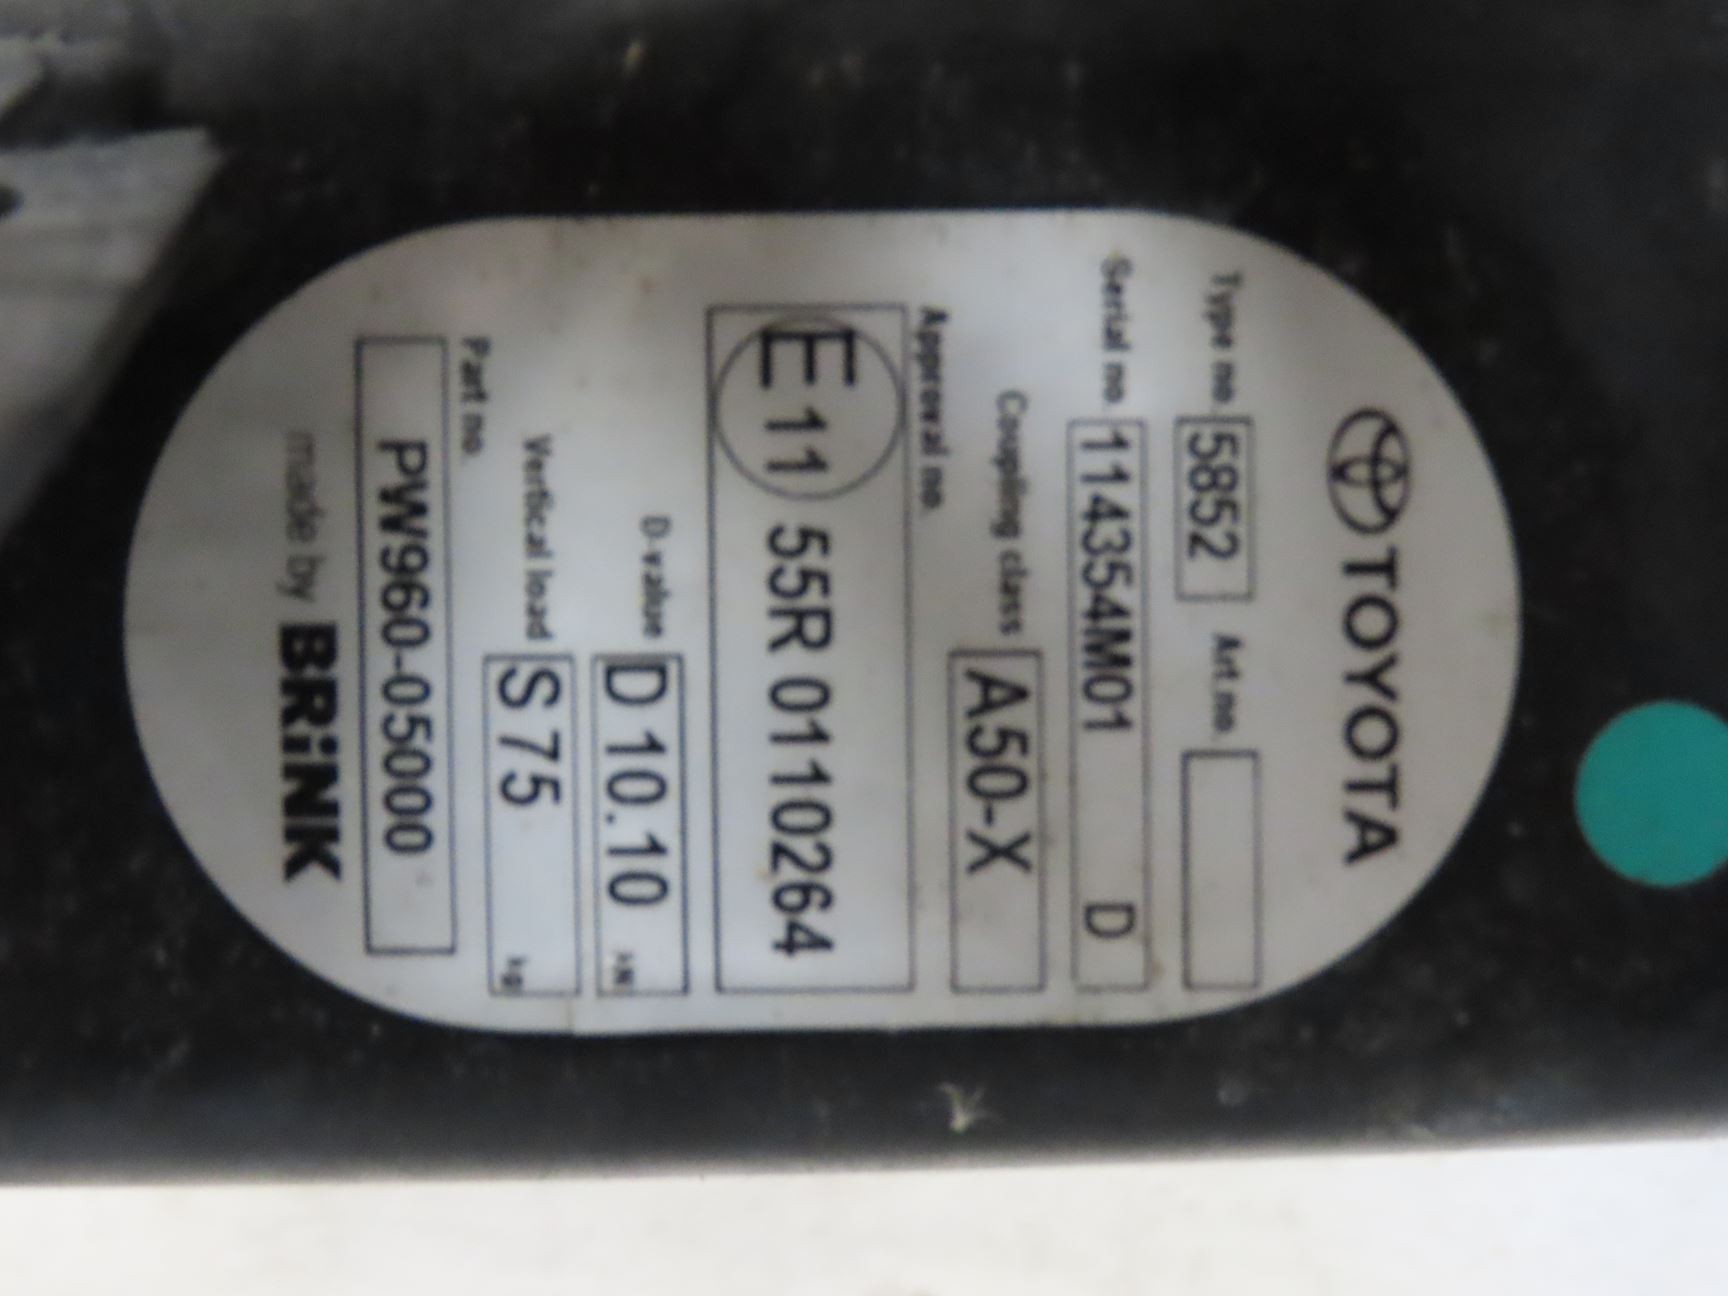 TOYOTA
Type no. 5852 Art.no.
Serial no. 114354M01 D
Coupling class A50-X
Approval no.
E 11 55R 0110264
D-value D 10.10 kN
Vertical load S 75 kg
Part no.
PW960-05000
made by BRINK